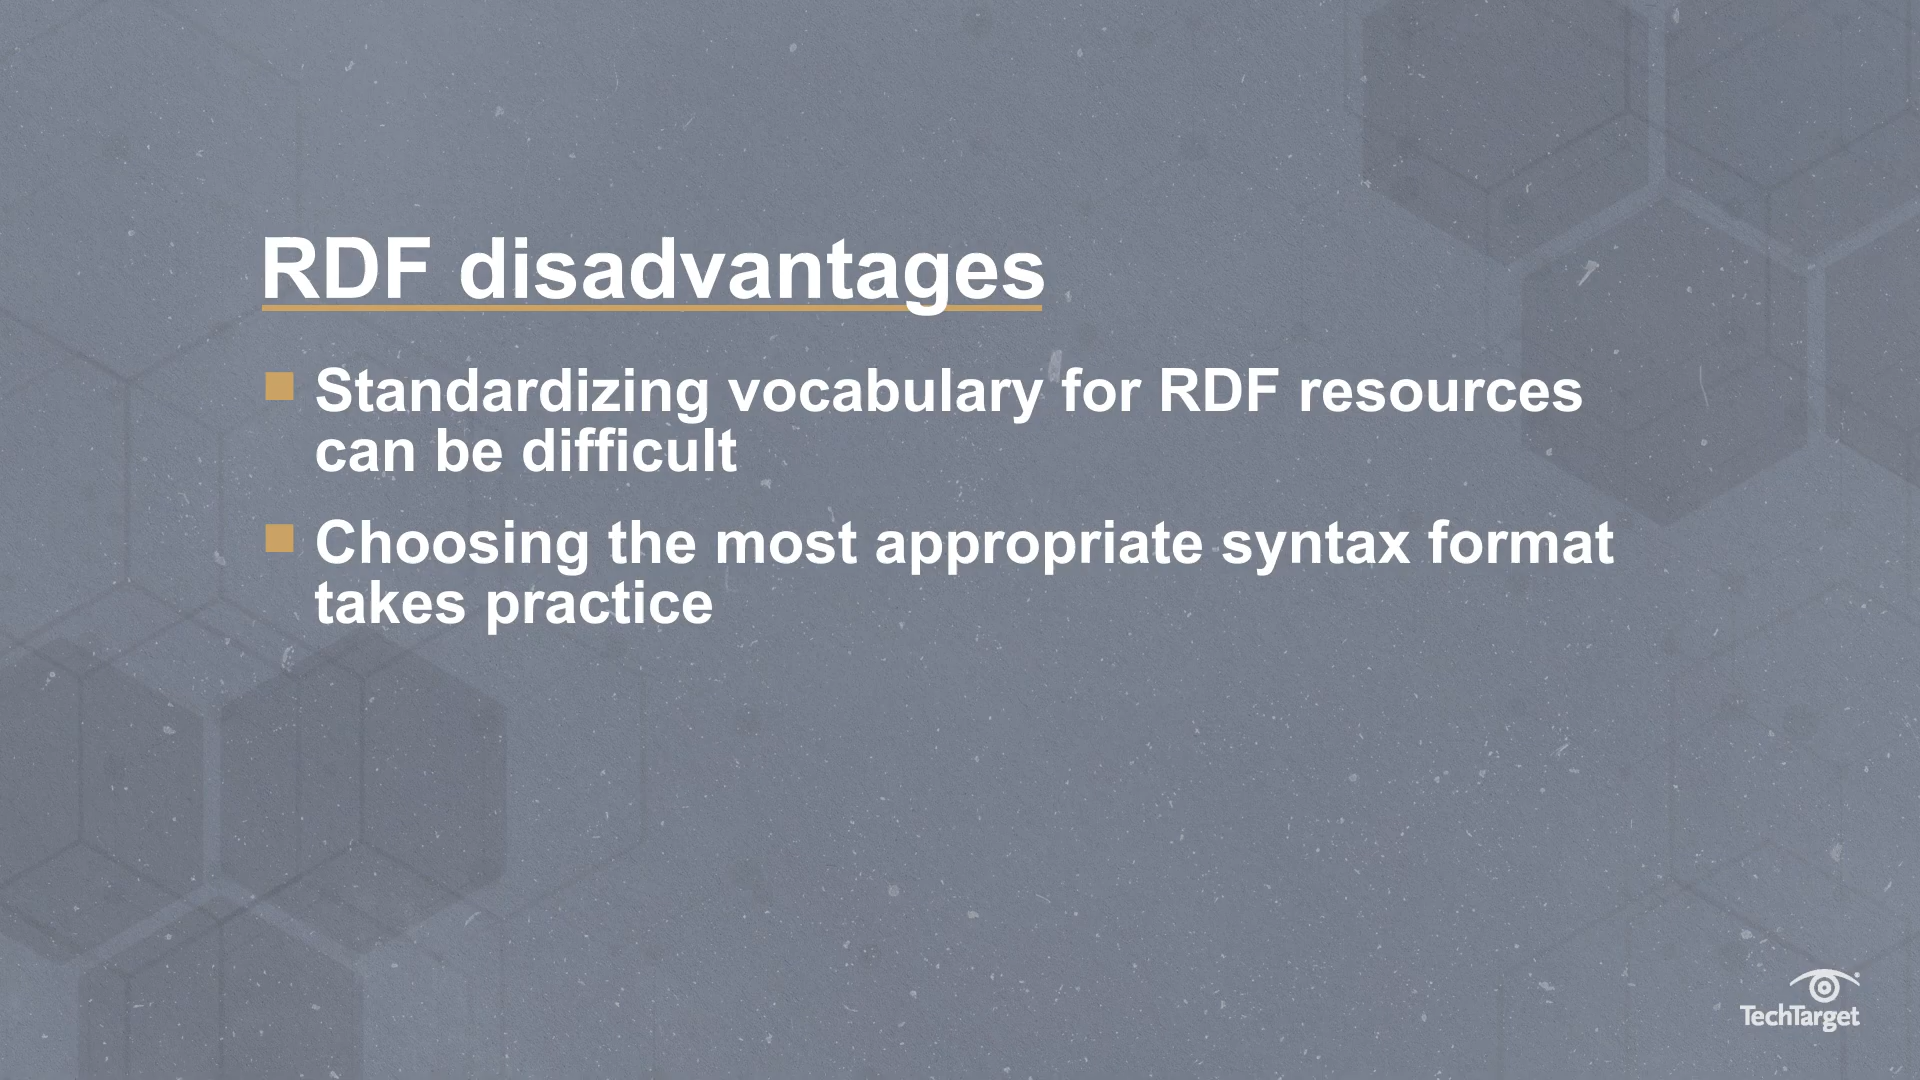 RDF disadvantages
Standardizing vocabulary for RDF resources
can be difficult
Choosing the most appropriate syntax format
takes practice
TechTarget